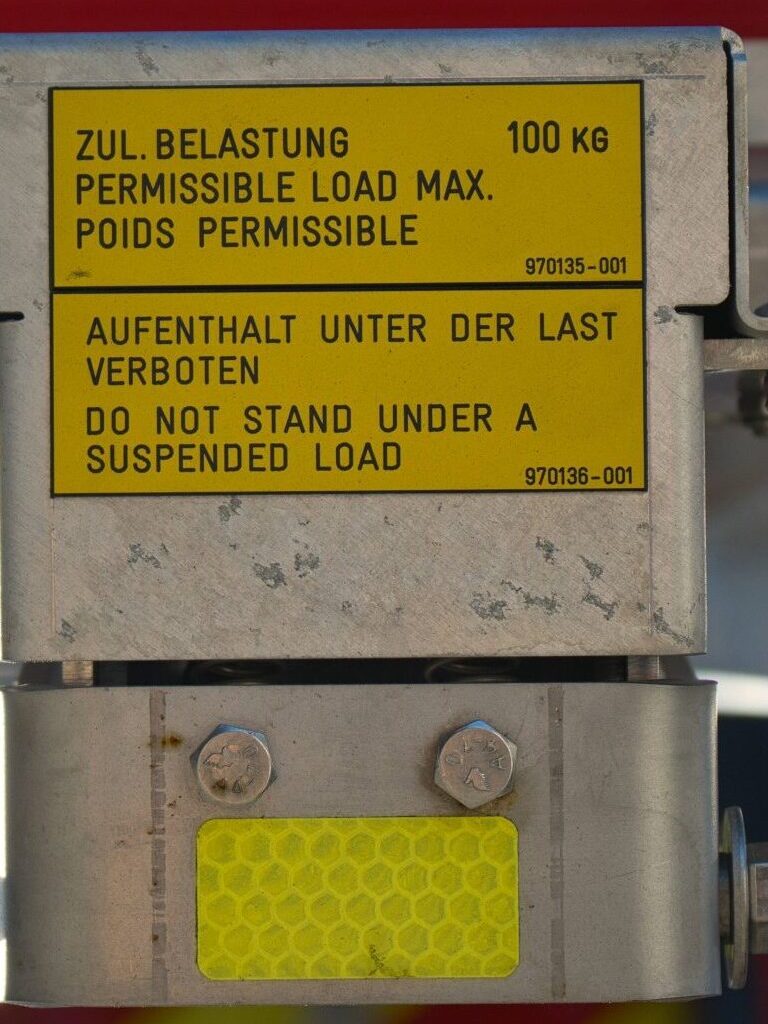 ZUL. BELASTUNG 100 KG
PERMISSIBLE LOAD MAX.
POIDS PERMISSIBLE
970135-001
AUFENTHALT UNTER DER LAST
VERBOTEN
DO NOT STAND UNDER A
SUSPENDED LOAD
970136-001